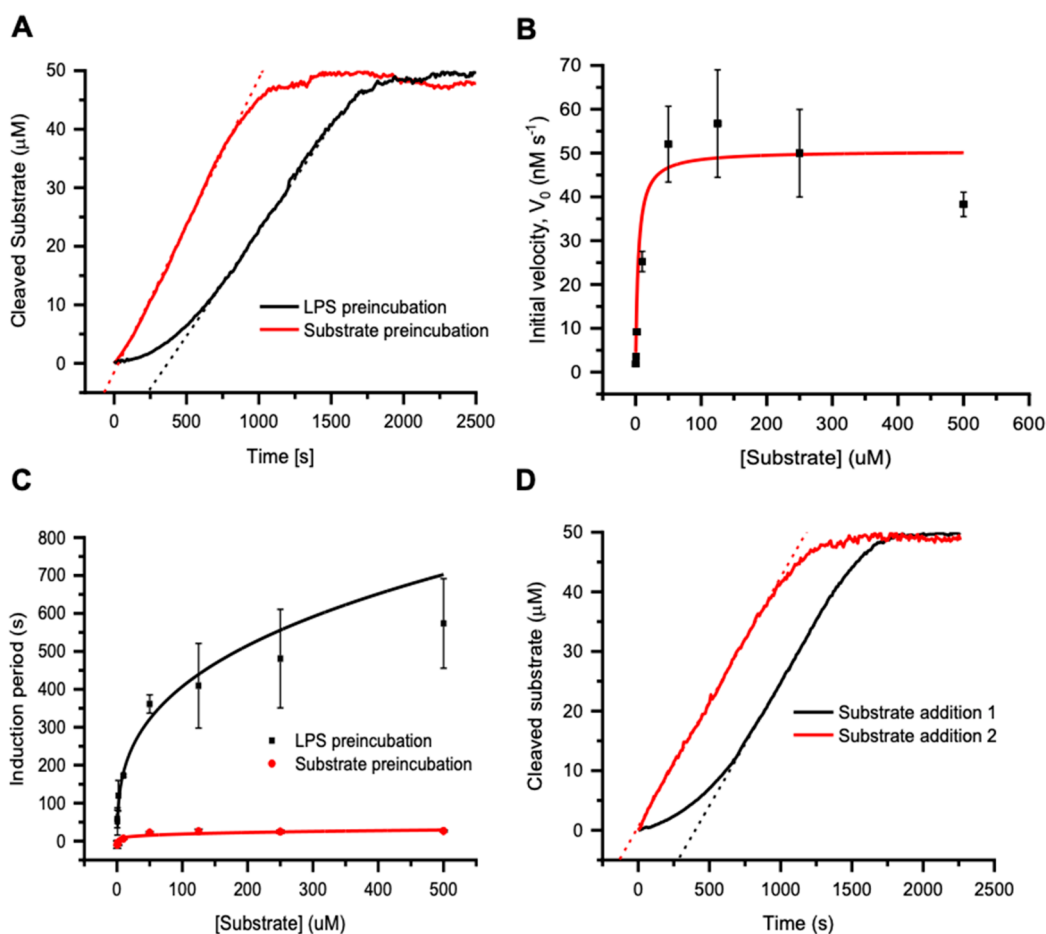 A
50
40
30
20
10
0
Cleaved Substrate (µM)
LPS preincubation
Substrate preincubation
0 500 1000 1500 2000 2500
Time [s]
B
70
60
50
40
30
20
10
0
Initial velocity, V0 (nM s-1)
0 100 200 300 400 500 600
[Substrate] (uM)
C
800
700
600
500
400
300
200
100
0
Induction period (s)
LPS preincubation
Substrate preincubation
0 100 200 300 400 500
[Substrate] (uM)
D
50
40
30
20
10
0
Cleaved substrate (µM)
Substrate addition 1
Substrate addition 2
0 500 1000 1500 2000 2500
Time (s)